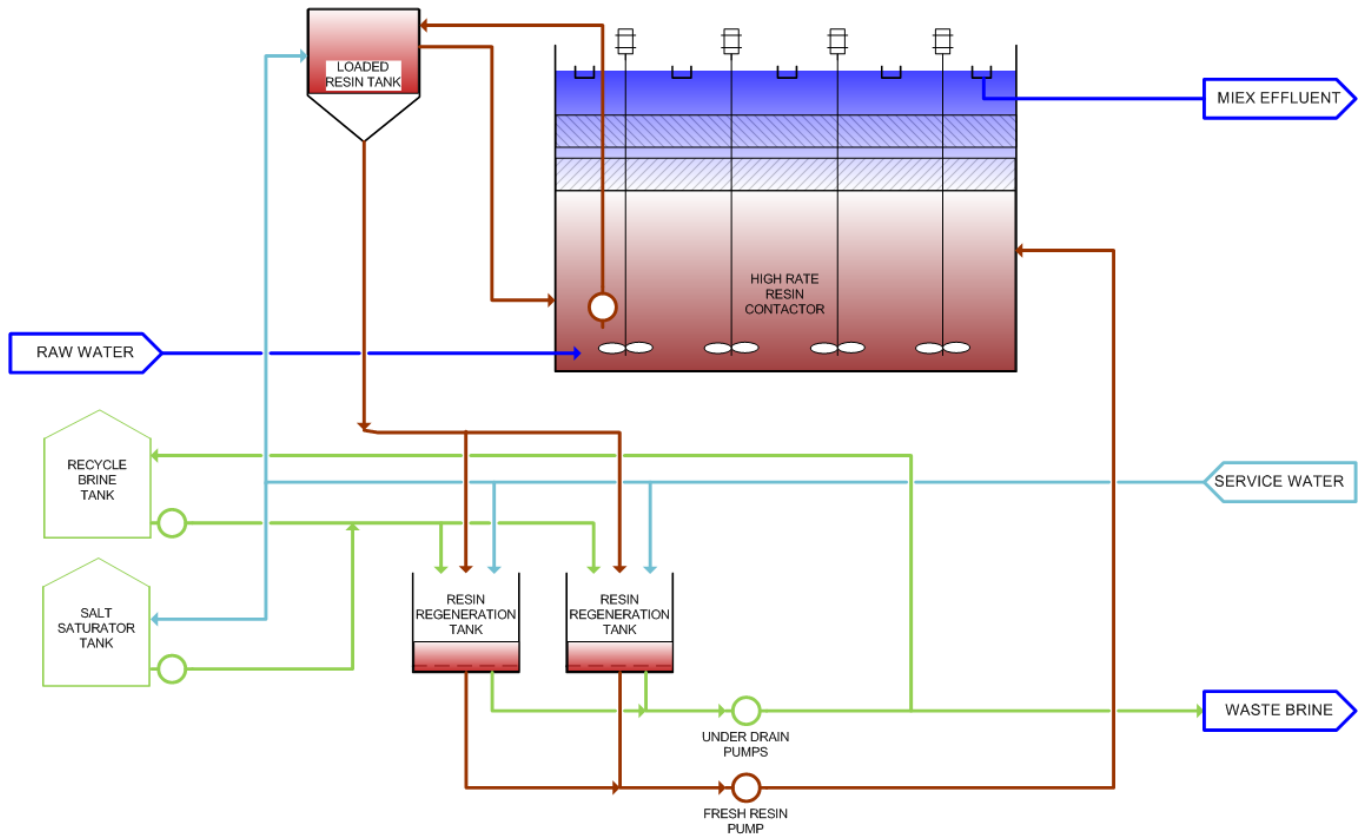 LOADED
RESIN TANK
MIEX EFFLUENT
HIGH RATE
RESIN
CONTACTOR
RAW WATER
RECYCLE
BRINE
TANK
SERVICE WATER
SALT
SATURATOR
TANK
RESIN
REGENERATION
TANK
RESIN
REGENERATION
TANK
WASTE BRINE
UNDER DRAIN
PUMPS
FRESH RESIN
PUMP